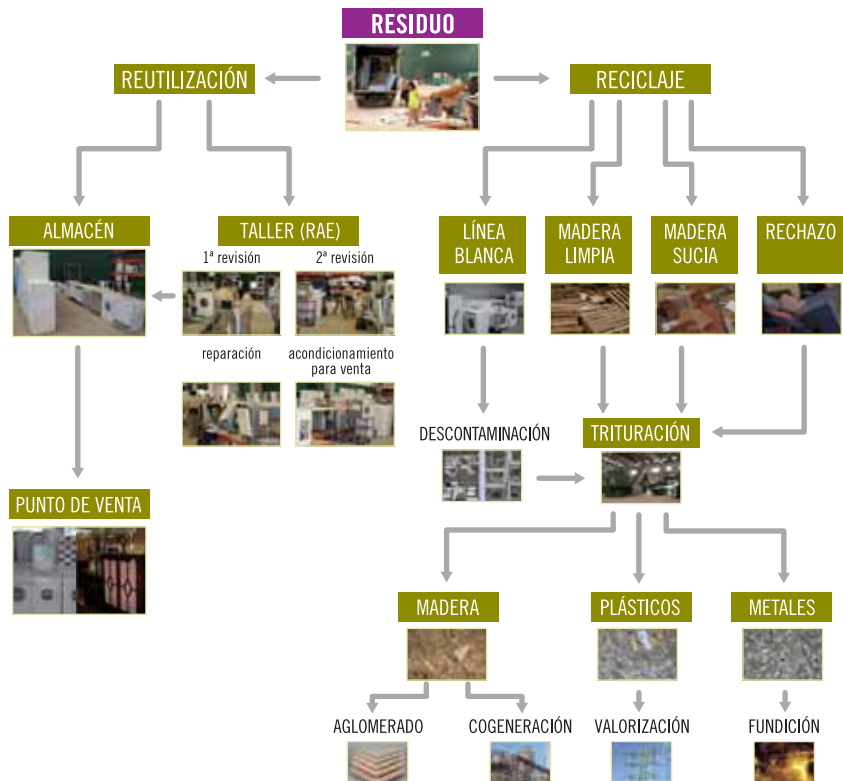 RESIDUO
REUTILIZACIÓN
RECICLAJE
ALMACÉN
TALLER (RAE)
1ª revisión
2ª revisión
reparación
acondicionamiento
para venta
PUNTO DE VENTA
LÍNEA
BLANCA
MADERA
LIMPIA
MADERA
SUCIA
RECHAZO
DESCONTAMINACIÓN
TRITURACIÓN
MADERA
PLÁSTICOS
METALES
AGLOMERADO
COGENERACIÓN
VALORIZACIÓN
FUNDICIÓN